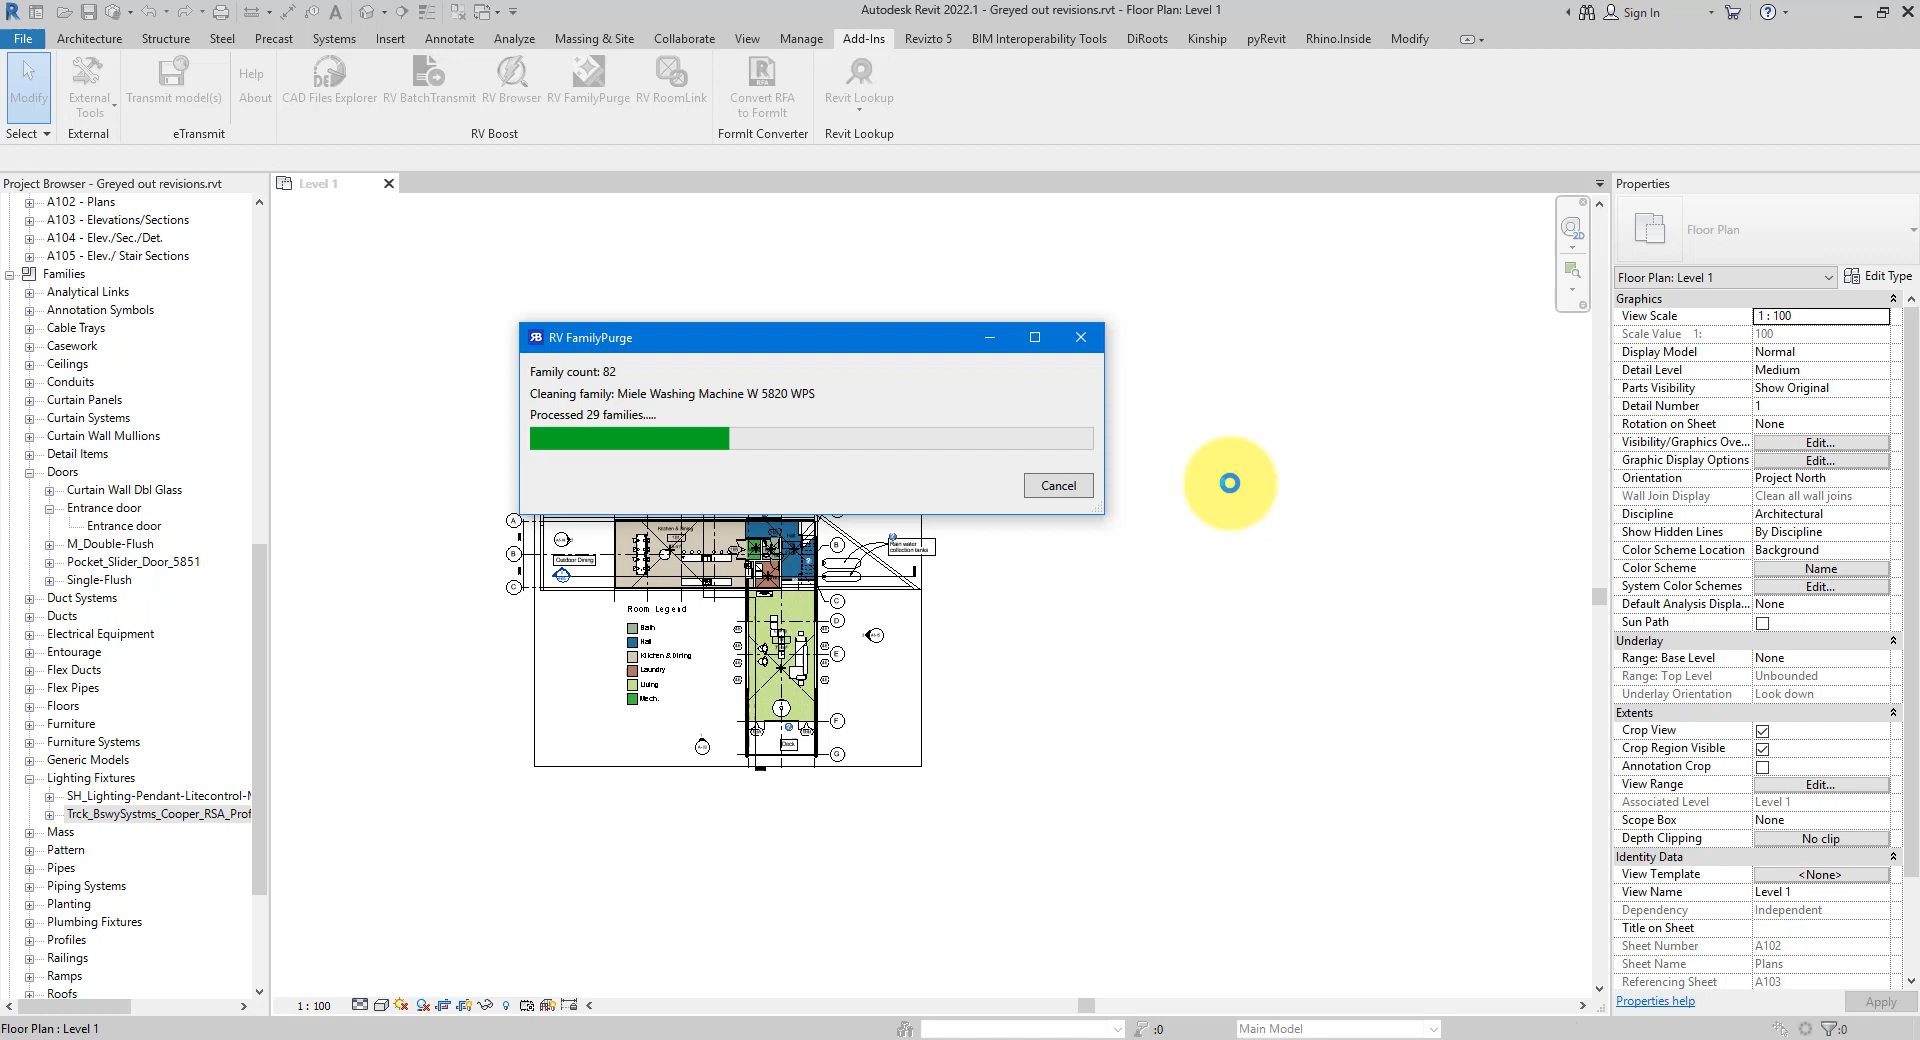 Autodesk Revit 2022.1 - Greyed out revisions.rvt - Floor Plan: Level 1
Sign In
File Architecture Structure Steel Precast Systems Insert Annotate Analyze Massing & Site Collaborate View Manage Add-Ins Revizto 5 BIM Interoperability Tools DiRoots Kinship pyRevit Rhino.Inside Modify
Modify
External
Tools
Transmit model(s)
Help
About
CAD Files Explorer
RV BatchTransmit
RV Browser
RV FamilyPurge
RV RoomLink
Convert RFA
to FormIt
Revit Lookup
Select
External
eTransmit
RV Boost
FormIt Converter
Revit Lookup
Project Browser - Greyed out revisions.rvt
A102 - Plans
A103 - Elevations/Sections
A104 - Elev./Sec./Det.
A105 - Elev./ Stair Sections
Families
Analytical Links
Annotation Symbols
Cable Trays
Casework
Ceilings
Conduits
Curtain Panels
Curtain Systems
Curtain Wall Mullions
Detail Items
Doors
Curtain Wall Dbl Glass
Entrance door
Entrance door
M_Double-Flush
Pocket_Slider_Door_5851
Single-Flush
Duct Systems
Ducts
Electrical Equipment
Entourage
Flex Ducts
Flex Pipes
Floors
Furniture
Furniture Systems
Generic Models
Lighting Fixtures
SH_Lighting-Pendant-Litecontrol-
Trck_BswySystms_Cooper_RSA_Prof
Mass
Pattern
Pipes
Piping Systems
Planting
Plumbing Fixtures
Profiles
Railings
Ramps
Roofs
Level 1
RV FamilyPurge
Family count: 82
Cleaning family: Miele Washing Machine W 5820 WPS
Processed 29 families.....
Cancel
A
B
C
Kitchen & Dining
Outdoor Dining
B
Main water
collection tanks
C
D
E
F
G
Room Legend
Bath
Hall
Kitchen & Dining
Laundry
Living
Mech.
Deck
2D
Properties
Floor Plan
Floor Plan: Level 1
Edit Type
Graphics
View Scale 1 : 100
Scale Value 1: 100
Display Model Normal
Detail Level Medium
Parts Visibility Show Original
Detail Number 1
Rotation on Sheet None
Visibility/Graphics Ove... Edit...
Graphic Display Options Edit...
Orientation Project North
Wall Join Display Clean all wall joins
Discipline Architectural
Show Hidden Lines By Discipline
Color Scheme Location Background
Color Scheme Name
System Color Schemes Edit...
Default Analysis Displa... None
Sun Path
Underlay
Range: Base Level None
Range: Top Level Unbounded
Underlay Orientation Look down
Extents
Crop View
Crop Region Visible
Annotation Crop
View Range Edit...
Associated Level Level 1
Scope Box None
Depth Clipping No clip
Identity Data
View Template <None>
View Name Level 1
Dependency Independent
Title on Sheet
Sheet Number A102
Sheet Name Plans
Referencing Sheet A103
Properties help
Apply
1 : 100
Floor Plan : Level 1
:0
Main Model
:0